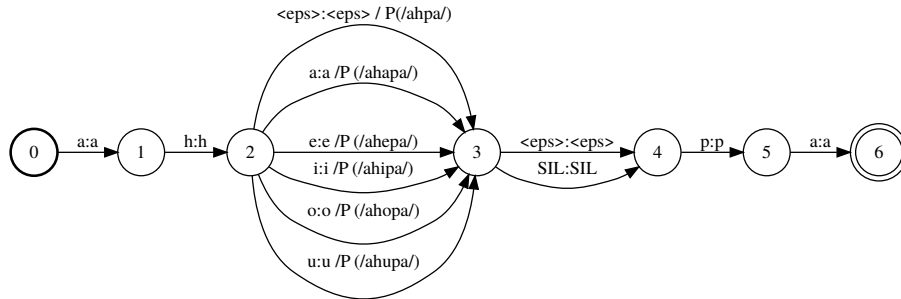 <eps>:<eps> / P(/ahpa/)
a:a /P (/ahapa/)
0 a:a 1 h:h 2 e:e /P (/ahepa/) 3 <eps>:<eps> 4 p:p 5 a:a 6
i:i /P (/ahipa/) SIL:SIL
o:o /P (/ahopa/)
u:u /P (/ahupa/)